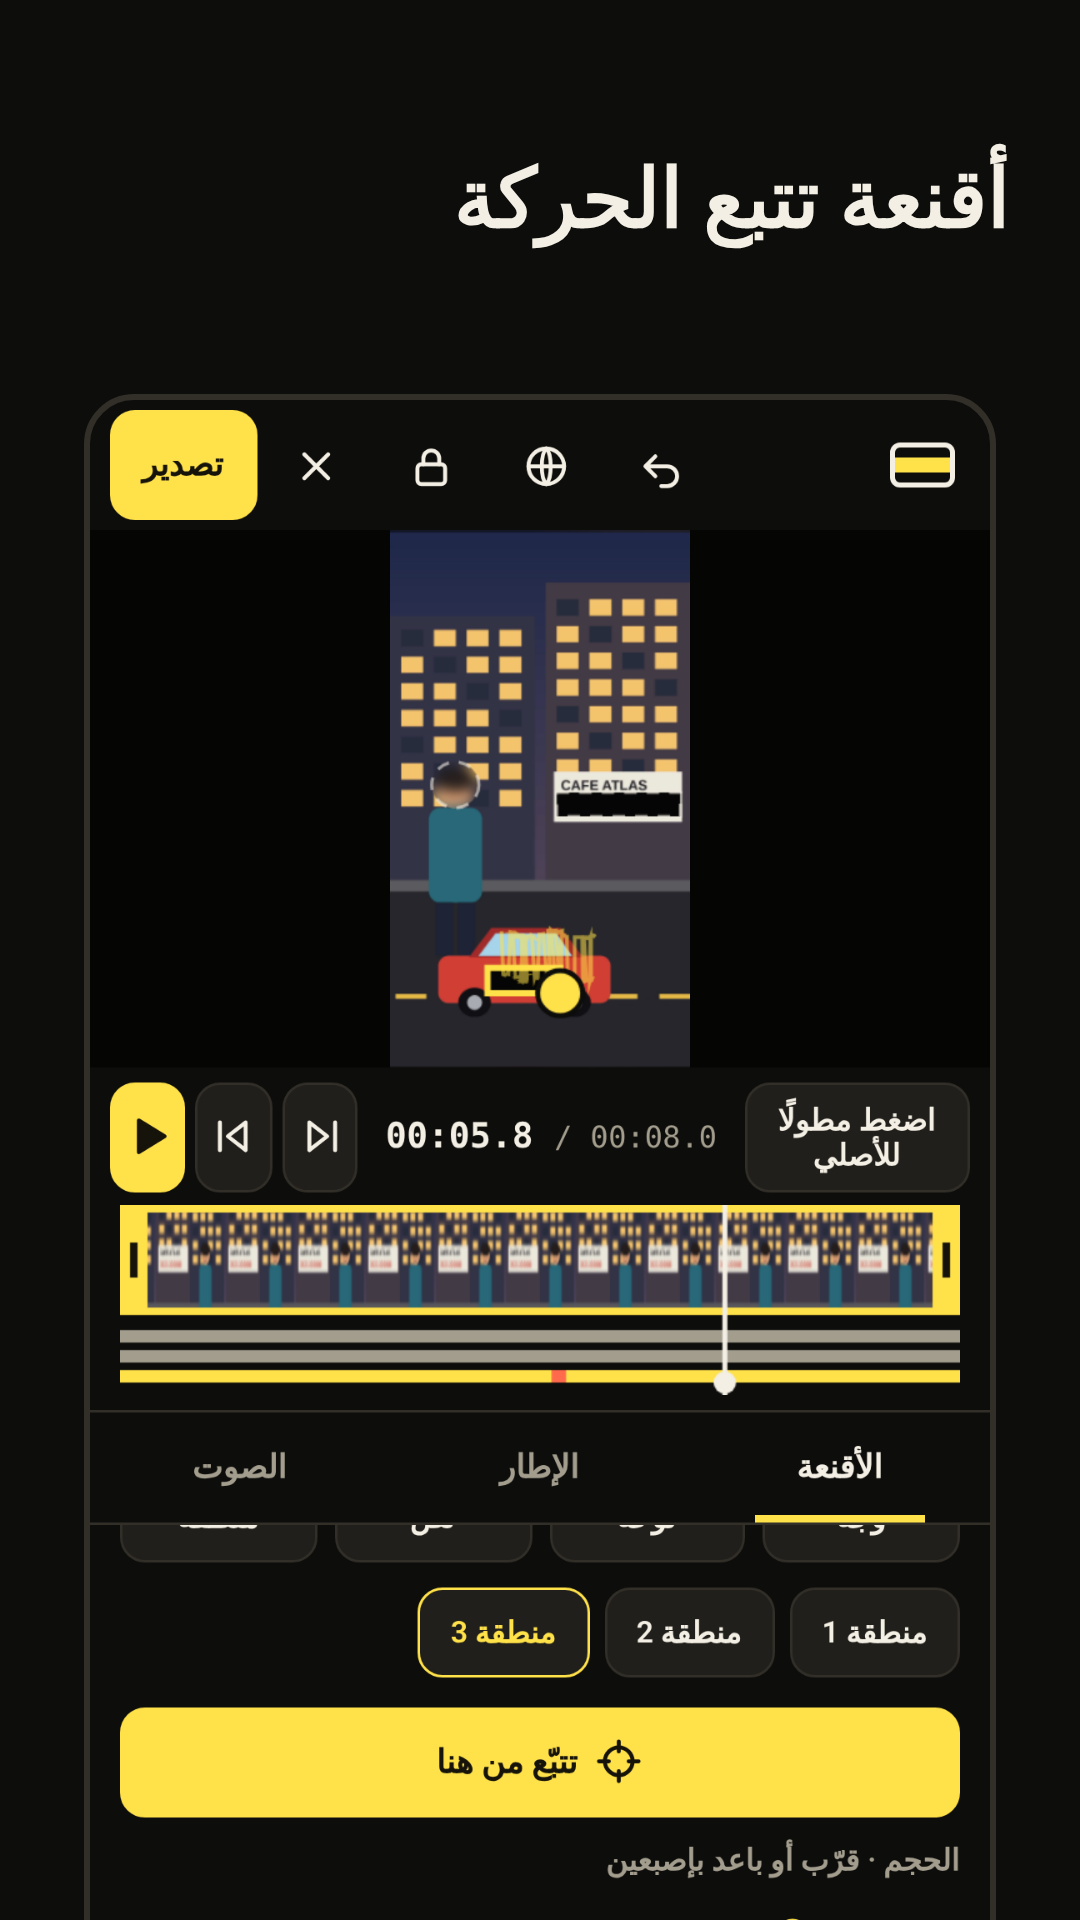 أقنعة تتبع الحركة
تصدير
CAFE ATLAS
00:05.8 / 00:08.0
اضغط مطولًا
للأصلي
الأقنعة
الإطار
الصوت
منطقة 1
منطقة 2
منطقة 3
تتبّع من هنا
الحجم · قرّب أو باعد بإصبعين